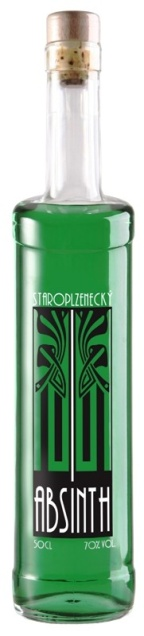 STAROPLZENECKÝ
ABSINTH
50CL. 70% VOL.